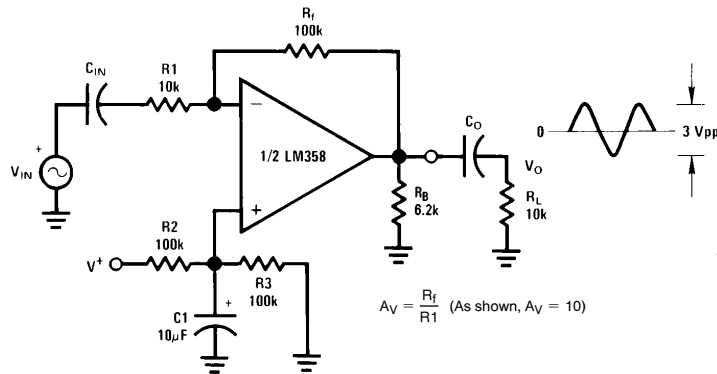 Rf
100k
CIN
R1
10k
CO
0
3 Vpp
+
VIN
−
1/2 LM358
+
VO
RB
6.2k
RL
10k
R2
100k
V+
R3
100k
C1
10μF
+
AV = Rf/R1 (As shown, AV = 10)